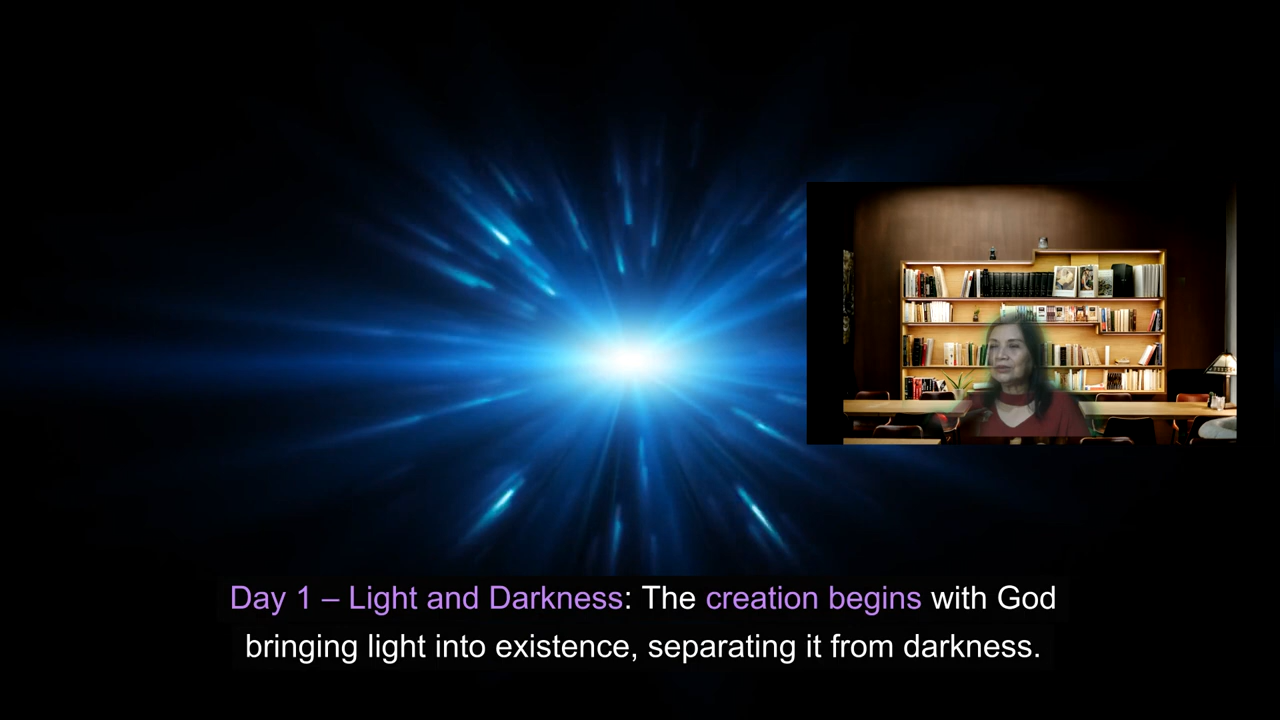 Day 1 – Light and Darkness: The creation begins with God
bringing light into existence, separating it from darkness.